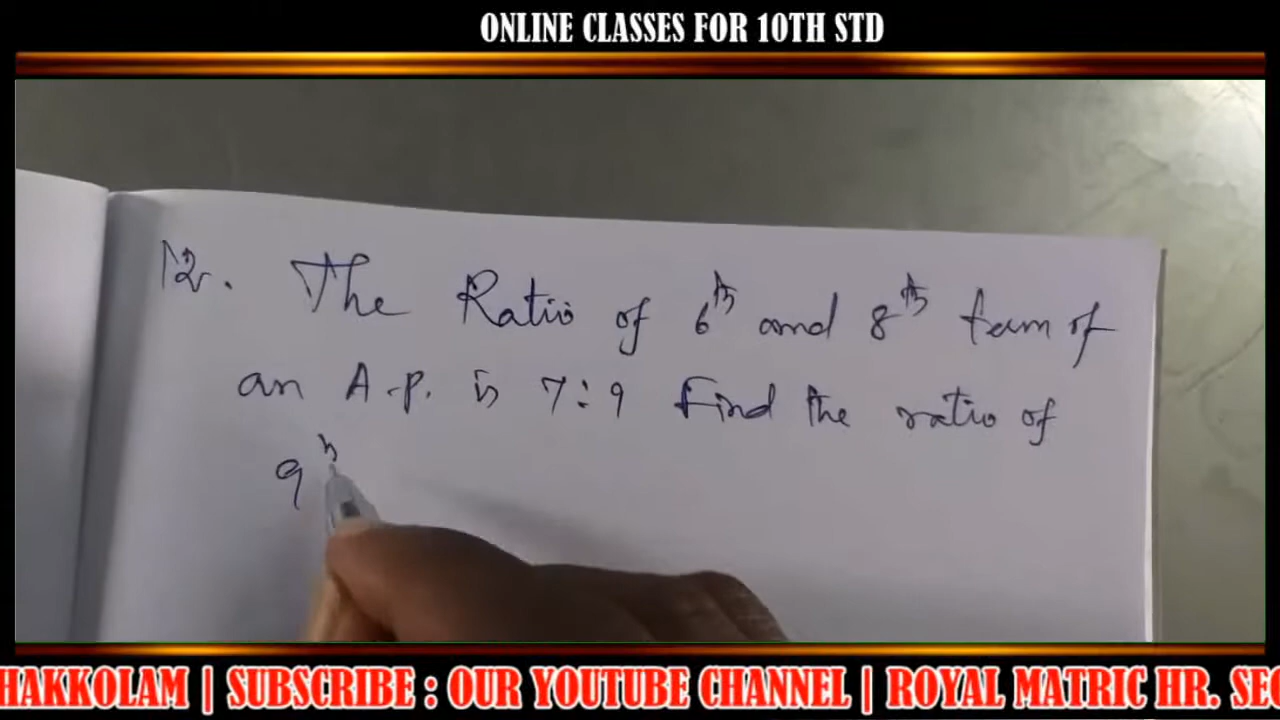 ONLINE CLASSES FOR 10TH STD
12. The Ratio of 6th and 8th term of
an A.P. is 7:9 Find the ratio of
9th
HAKKOLAM | SUBSCRIBE : OUR YOUTUBE CHANNEL | ROYAL MATRIC HR. SEC